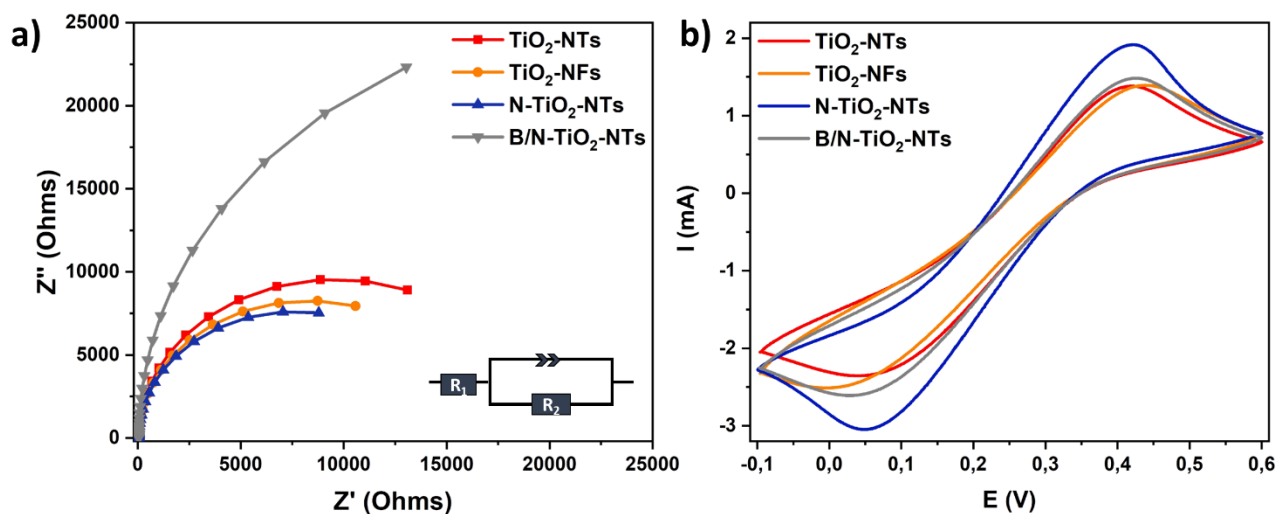 a)
Z'' (Ohms)
25000
20000
15000
10000
5000
0
TiO₂-NTs
TiO₂-NFs
N-TiO₂-NTs
B/N-TiO₂-NTs
R₁
R₂
0
5000
10000
15000
20000
25000
Z' (Ohms)
b)
I (mA)
2
1
0
-1
-2
-3
TiO₂-NTs
TiO₂-NFs
N-TiO₂-NTs
B/N-TiO₂-NTs
-0,1
0,0
0,1
0,2
0,3
0,4
0,5
0,6
E (V)